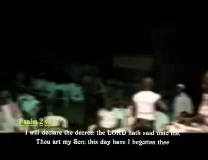 Psalm 2
I will declare the decree: the LORD hath said unto me,
Thou art my Son; this day have I begotten thee